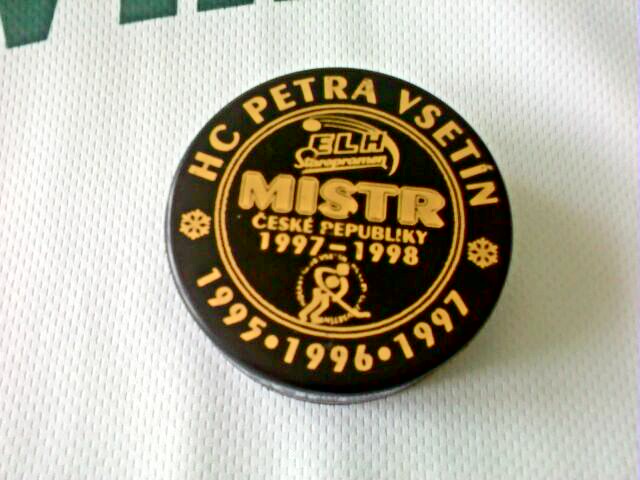 HC PETRA VSETÍN
ELH
Staropramen
MISTR
ČESKÉ REPUBLIKY
1997-1998
1995•1996•1997